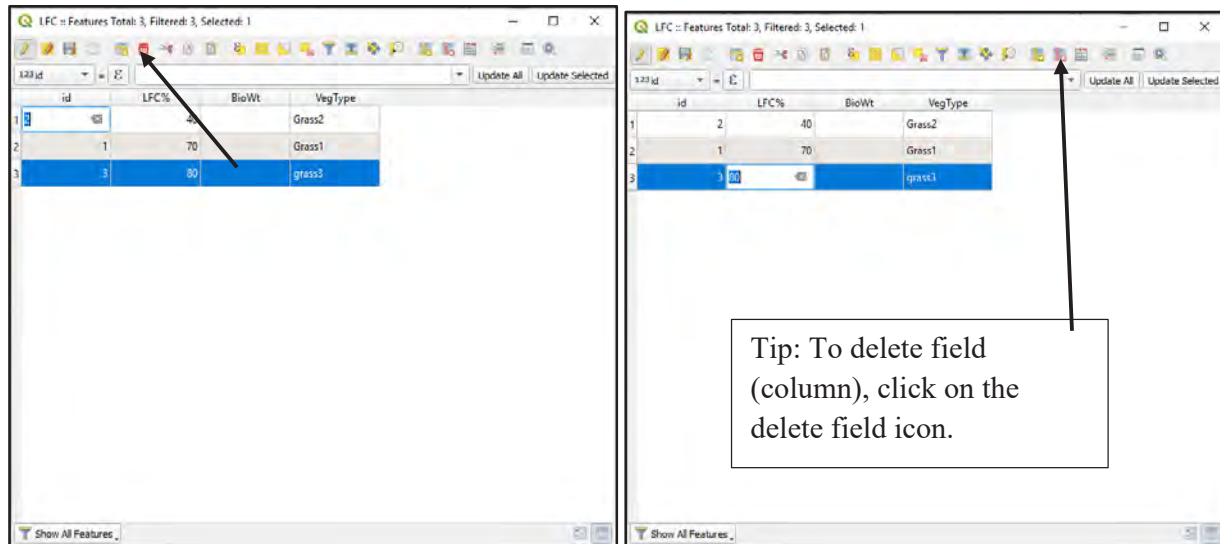 LFC :: Features Total: 3, Filtered: 3, Selected: 1
123 id = ε Update All Update Selected
id LFC% BioWt VegType
1 2 40 Grass2
2 1 70 Grass1
3 3 80 grass3
Show All Features
LFC :: Features Total: 3, Filtered: 3, Selected: 1
123 id = ε Update All Update Selected
id LFC% BioWt VegType
1 2 40 Grass2
2 1 70 Grass1
3 3 80 grass3
Tip: To delete field
(column), click on the
delete field icon.
Show All Features